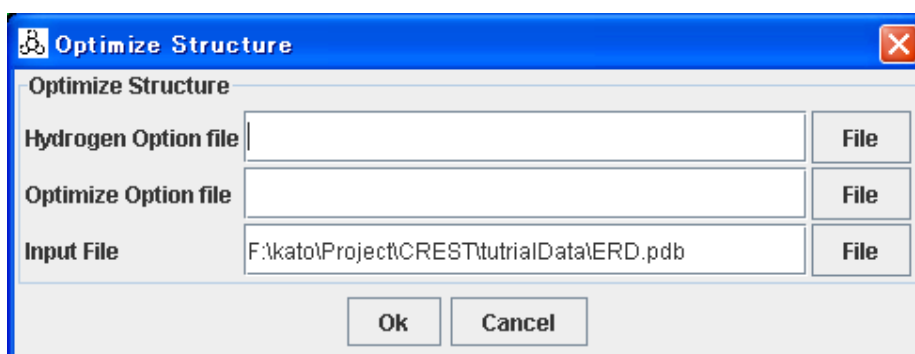 Optimize Structure
Optimize Structure
Hydrogen Option file File
Optimize Option file File
Input File F:\kato\Project\CREST\tutrialData\ERD.pdb File
Ok Cancel